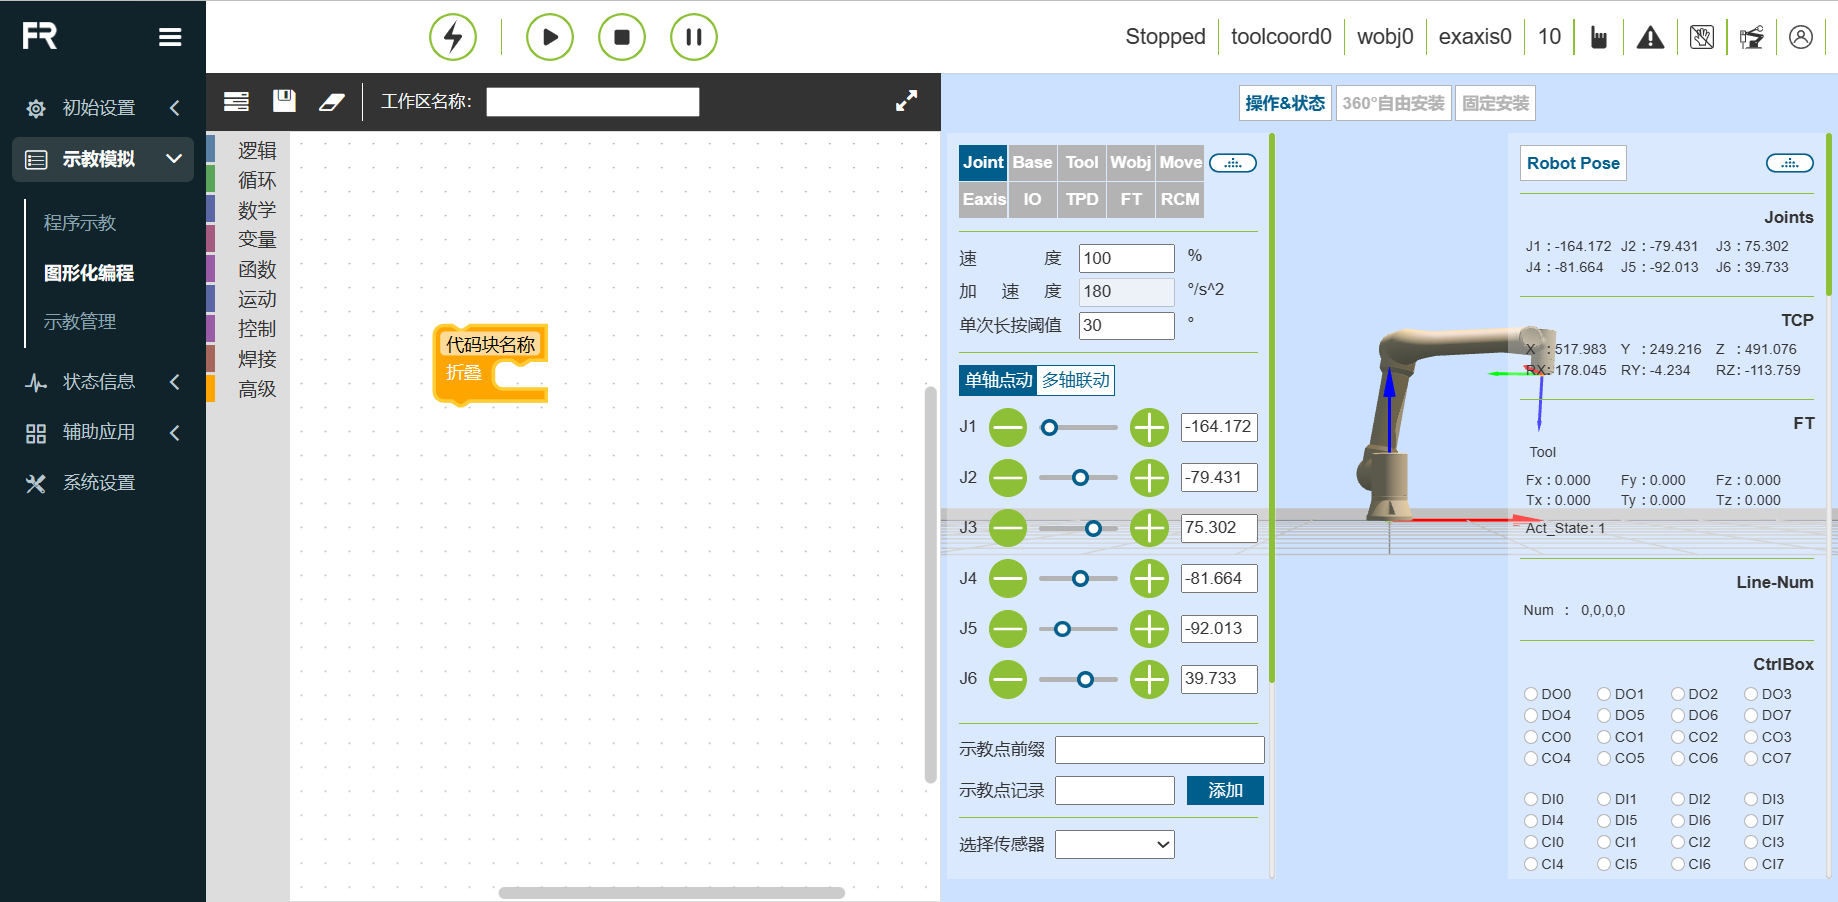 FR
Stopped toolcoord0 wobj0 exaxis0 10
初始设置
示教模拟
程序示教
图形化编程
示教管理
状态信息
辅助应用
系统设置
工作区名称:
逻辑
循环
数学
变量
函数
运动
控制
焊接
高级
代码块名称
折叠
操作&状态 360°自由安装 固定安装
Joint Base Tool Wobj Move
Eaxis IO TPD FT RCM
速度 100 %
加速度 180 °/s^2
单次长按阈值 30 °
单轴点动 多轴联动
J1 -164.172
J2 -79.431
J3 75.302
J4 -81.664
J5 -92.013
J6 39.733
示教点前缀
示教点记录 添加
选择传感器
Robot Pose
Joints
J1 : -164.172 J2 : -79.431 J3 : 75.302
J4 : -81.664 J5 : -92.013 J6 : 39.733
TCP
X : 517.983 Y : 249.216 Z : 491.076
RX: 178.045 RY: -4.234 RZ: -113.759
FT
Tool
Fx : 0.000 Fy : 0.000 Fz : 0.000
Tx : 0.000 Ty : 0.000 Tz : 0.000
Act_State: 1
Line-Num
Num : 0,0,0,0
CtrlBox
DO0 DO1 DO2 DO3
DO4 DO5 DO6 DO7
CO0 CO1 CO2 CO3
CO4 CO5 CO6 CO7
DI0 DI1 DI2 DI3
DI4 DI5 DI6 DI7
CI0 CI1 CI2 CI3
CI4 CI5 CI6 CI7